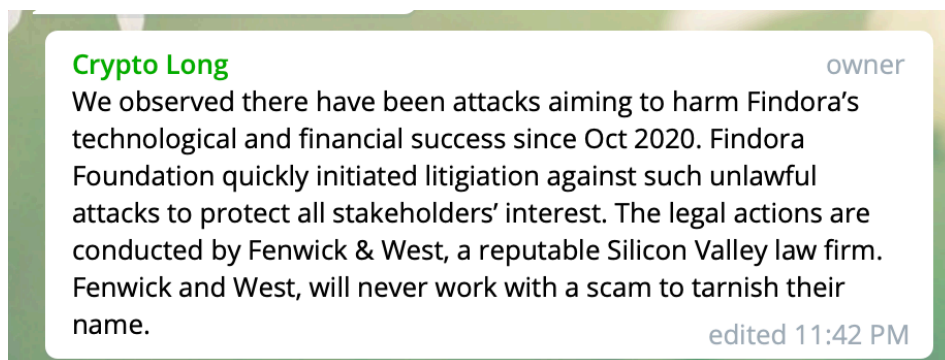 Crypto Long owner
We observed there have been attacks aiming to harm Findora's
technological and financial success since Oct 2020. Findora
Foundation quickly initiated litigiation against such unlawful
attacks to protect all stakeholders' interest. The legal actions are
conducted by Fenwick & West, a reputable Silicon Valley law firm.
Fenwick and West, will never work with a scam to tarnish their
name.
edited 11:42 PM